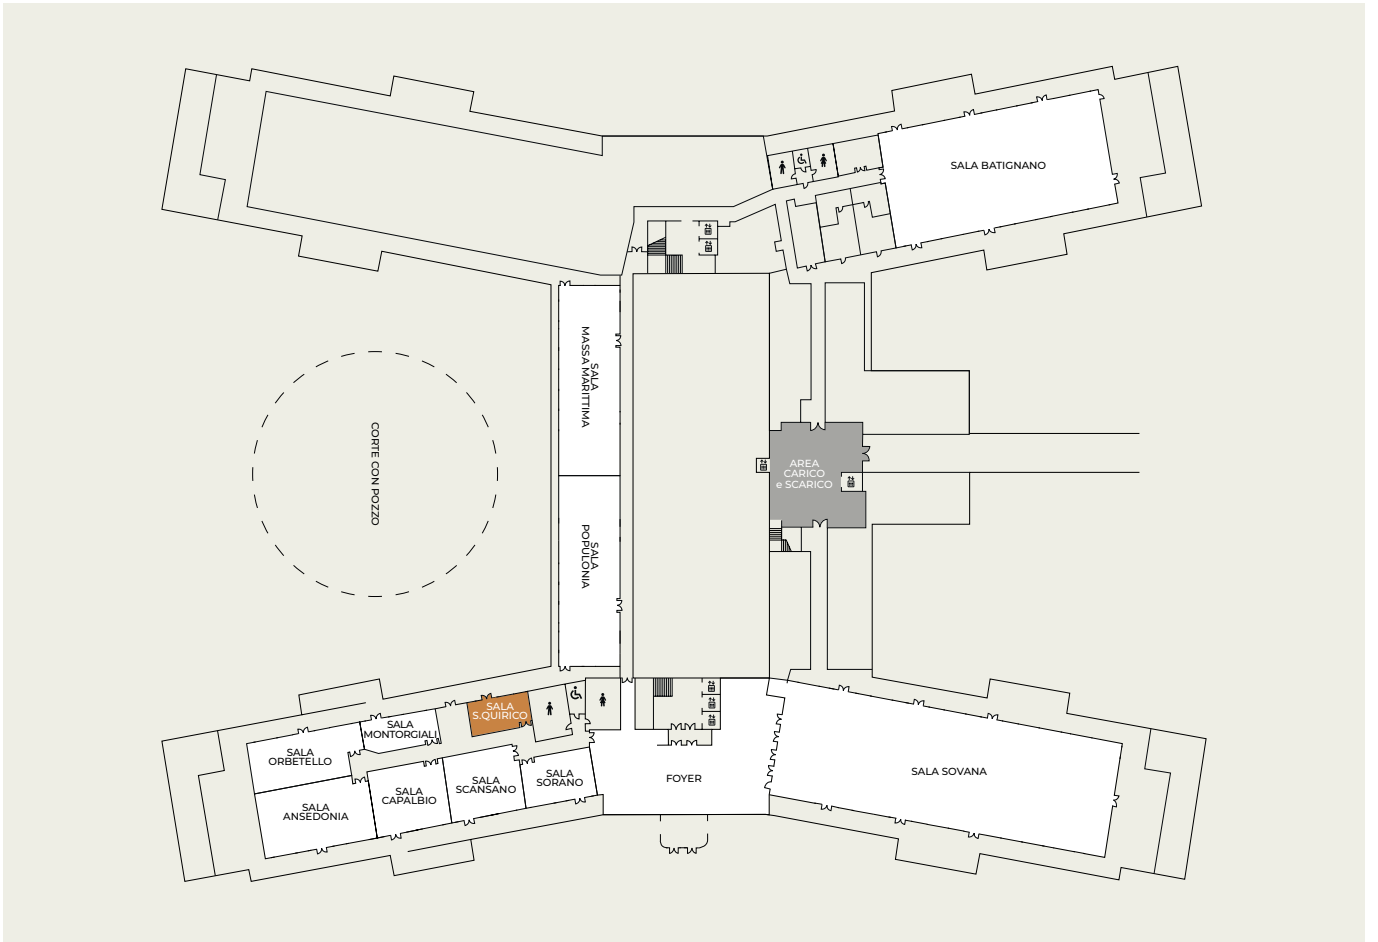 SALA BATIGNANO
SALA
MASSA MARITTIMA
CORTE CON POZZO
AREA
CARICO
e SCARICO
SALA
POPULONIA
SALA
S.QUIRICO
SALA
MONTORGIALI
SALA
ORBETELLO
SALA
ANSEDONIA
SALA
CAPALBIO
SALA
SCANSANO
SALA
SORANO
FOYER
SALA SOVANA